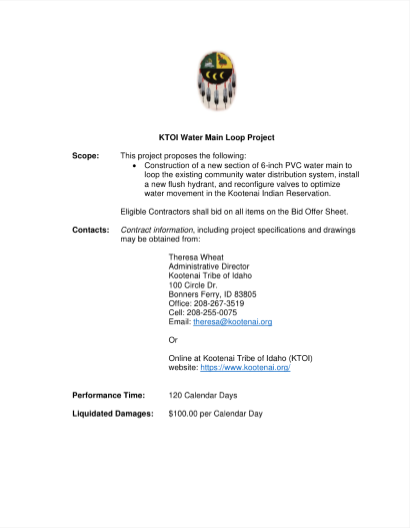 KTOI Water Main Loop Project
Scope: This project proposes the following:
• Construction of a new section of 6-inch PVC water main to
loop the existing community water distribution system, install
a new flush hydrant, and reconfigure valves to optimize
water movement in the Kootenai Indian Reservation.
Eligible Contractors shall bid on all items on the Bid Offer Sheet.
Contacts: Contract information, including project specifications and drawings
may be obtained from:
Theresa Wheat
Administrative Director
Kootenai Tribe of Idaho
100 Circle Dr.
Bonners Ferry, ID 83805
Office: 208-267-3519
Cell: 208-255-0075
Email: theresa@kootenai.org
Or
Online at Kootenai Tribe of Idaho (KTOI)
website: https://www.kootenai.org/
Performance Time: 120 Calendar Days
Liquidated Damages: $100.00 per Calendar Day